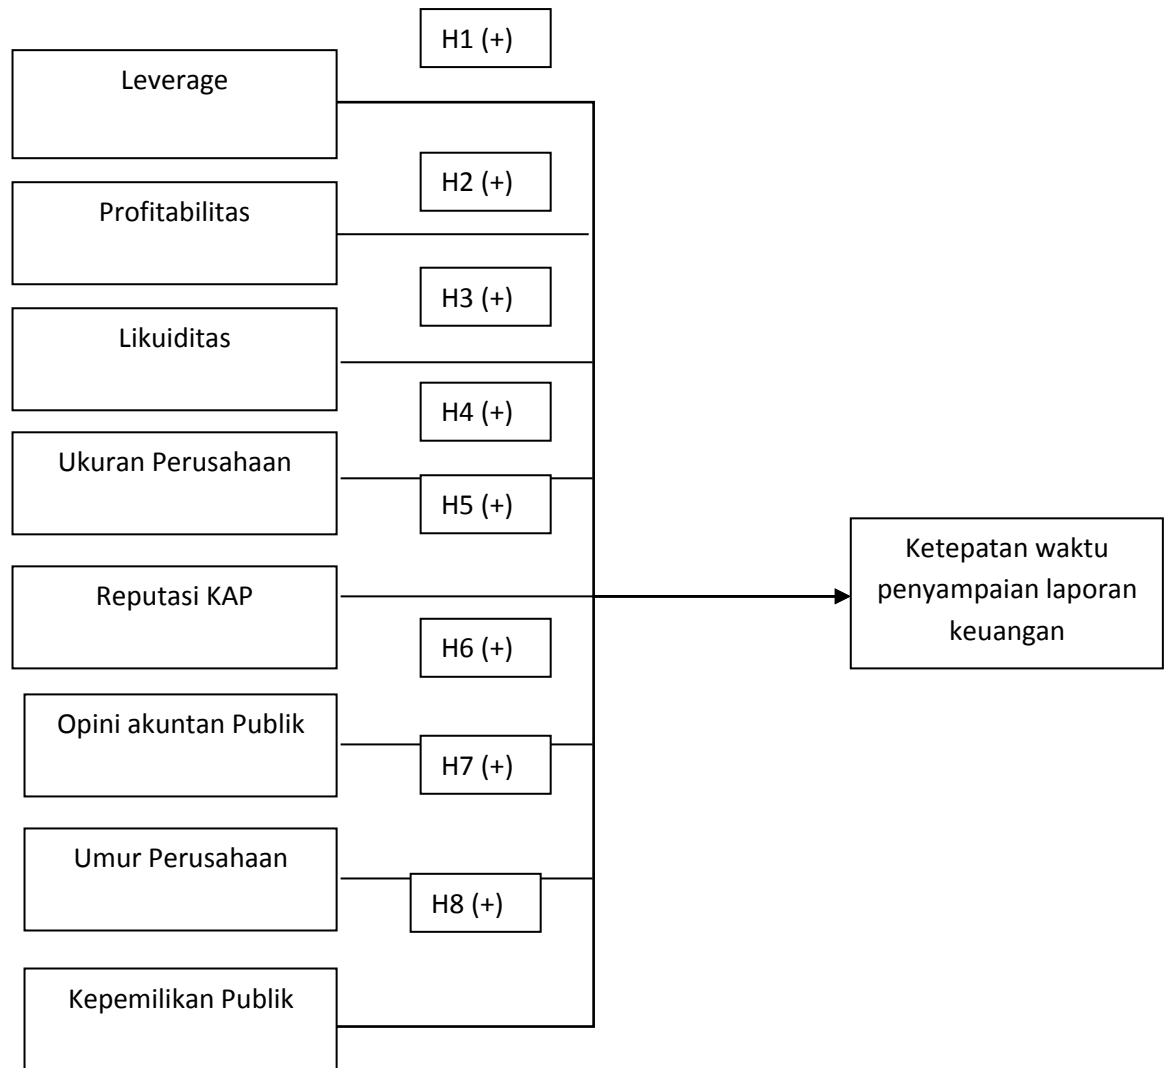 H1 (+)
Leverage
H2 (+)
Profitabilitas
H3 (+)
Likuiditas
H4 (+)
Ukuran Perusahaan
H5 (+)
Ketepatan waktu
penyampaian laporan
keuangan
Reputasi KAP
H6 (+)
Opini akuntan Publik
H7 (+)
Umur Perusahaan
H8 (+)
Kepemilikan Publik